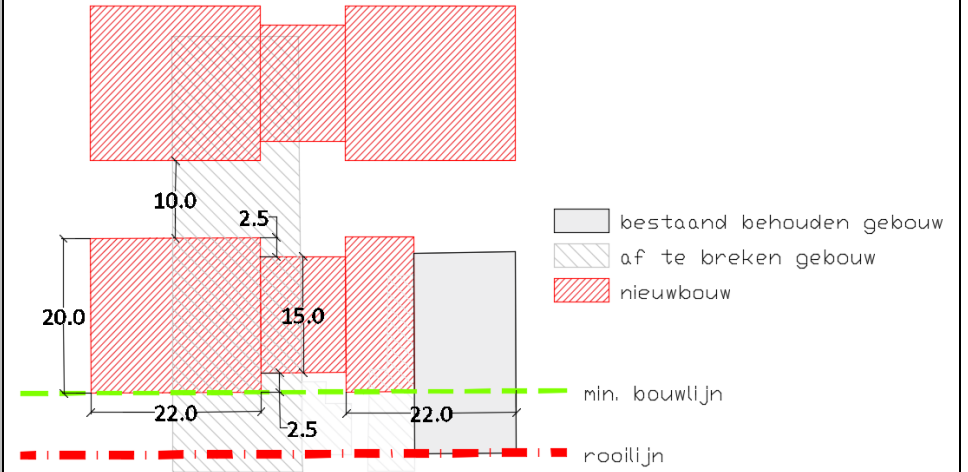 10.0
2.5
bestaand behouden gebouw
af te breken gebouw
nieuwbouw
20.0
15.0
min. bouwlijn
22.0
22.0
2.5
rooilijn